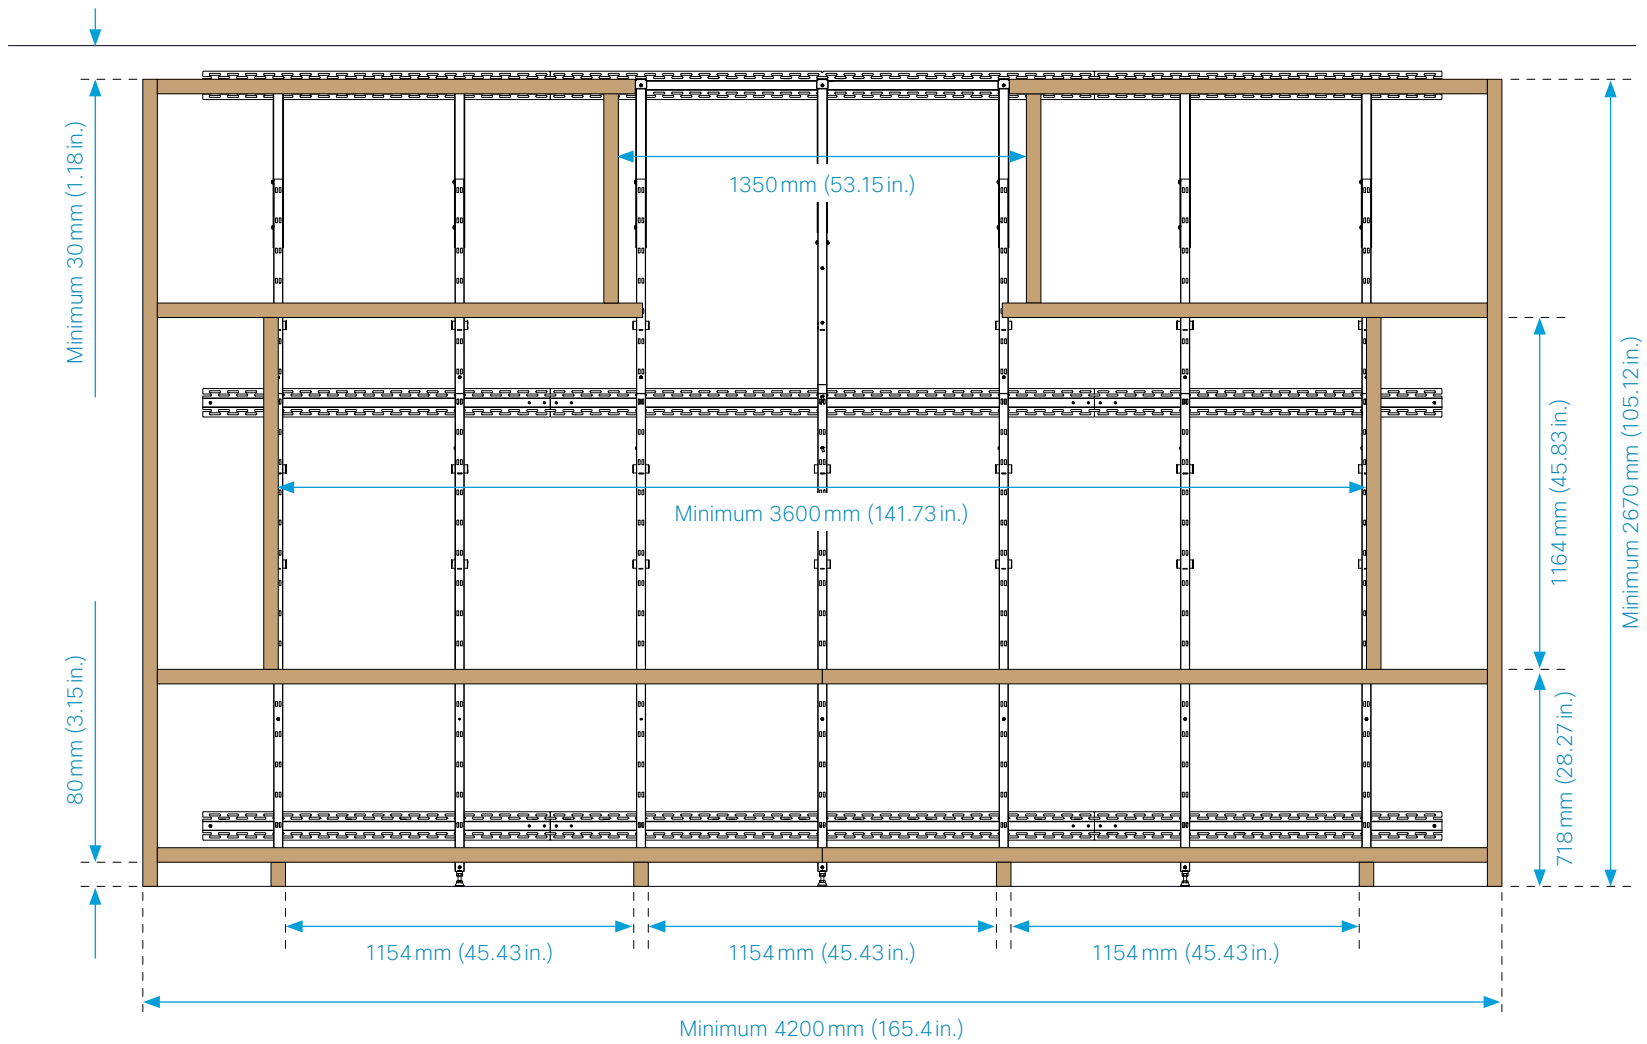 Minimum 30 mm (1.18 in.)
1350 mm (53.15 in.)
Minimum 2670 mm (105.12 in.)
1164 mm (45.83 in.)
Minimum 3600 mm (141.73 in.)
80 mm (3.15 in.)
718 mm (28.27 in.)
1154 mm (45.43 in.)
1154 mm (45.43 in.)
1154 mm (45.43 in.)
Minimum 4200 mm (165.4 in.)